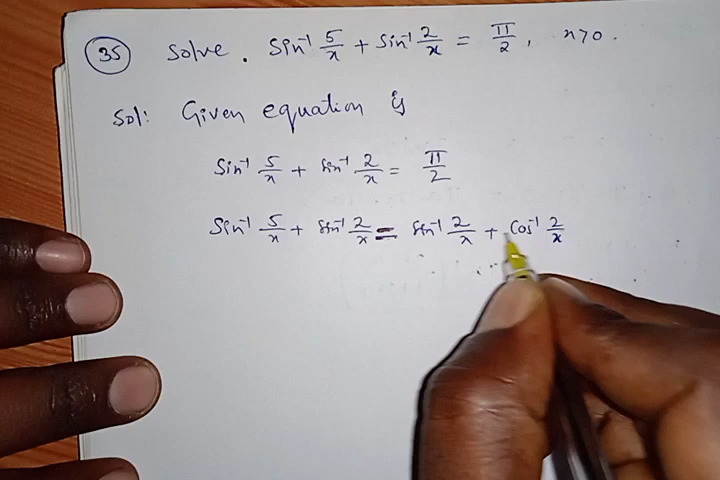 35 Solve. Sin⁻¹ 5/x + Sin⁻¹ 2/x = π/2, x>0.
Sol: Given equation is
Sin⁻¹ 5/x + Sin⁻¹ 2/x = π/2
Sin⁻¹ 5/x + Sin⁻¹ 2/x = Sin⁻¹ 2/x + Cos⁻¹ 2/x